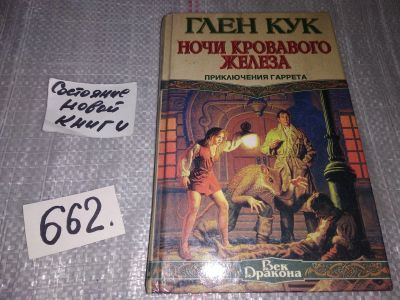 ГЛЕН КУК
НОЧИ КРОВАВОГО
ЖЕЛЕЗА
ПРИКЛЮЧЕНИЯ ГАРРЕТА
Состояние
новой
книги
662.
Век
Дракона